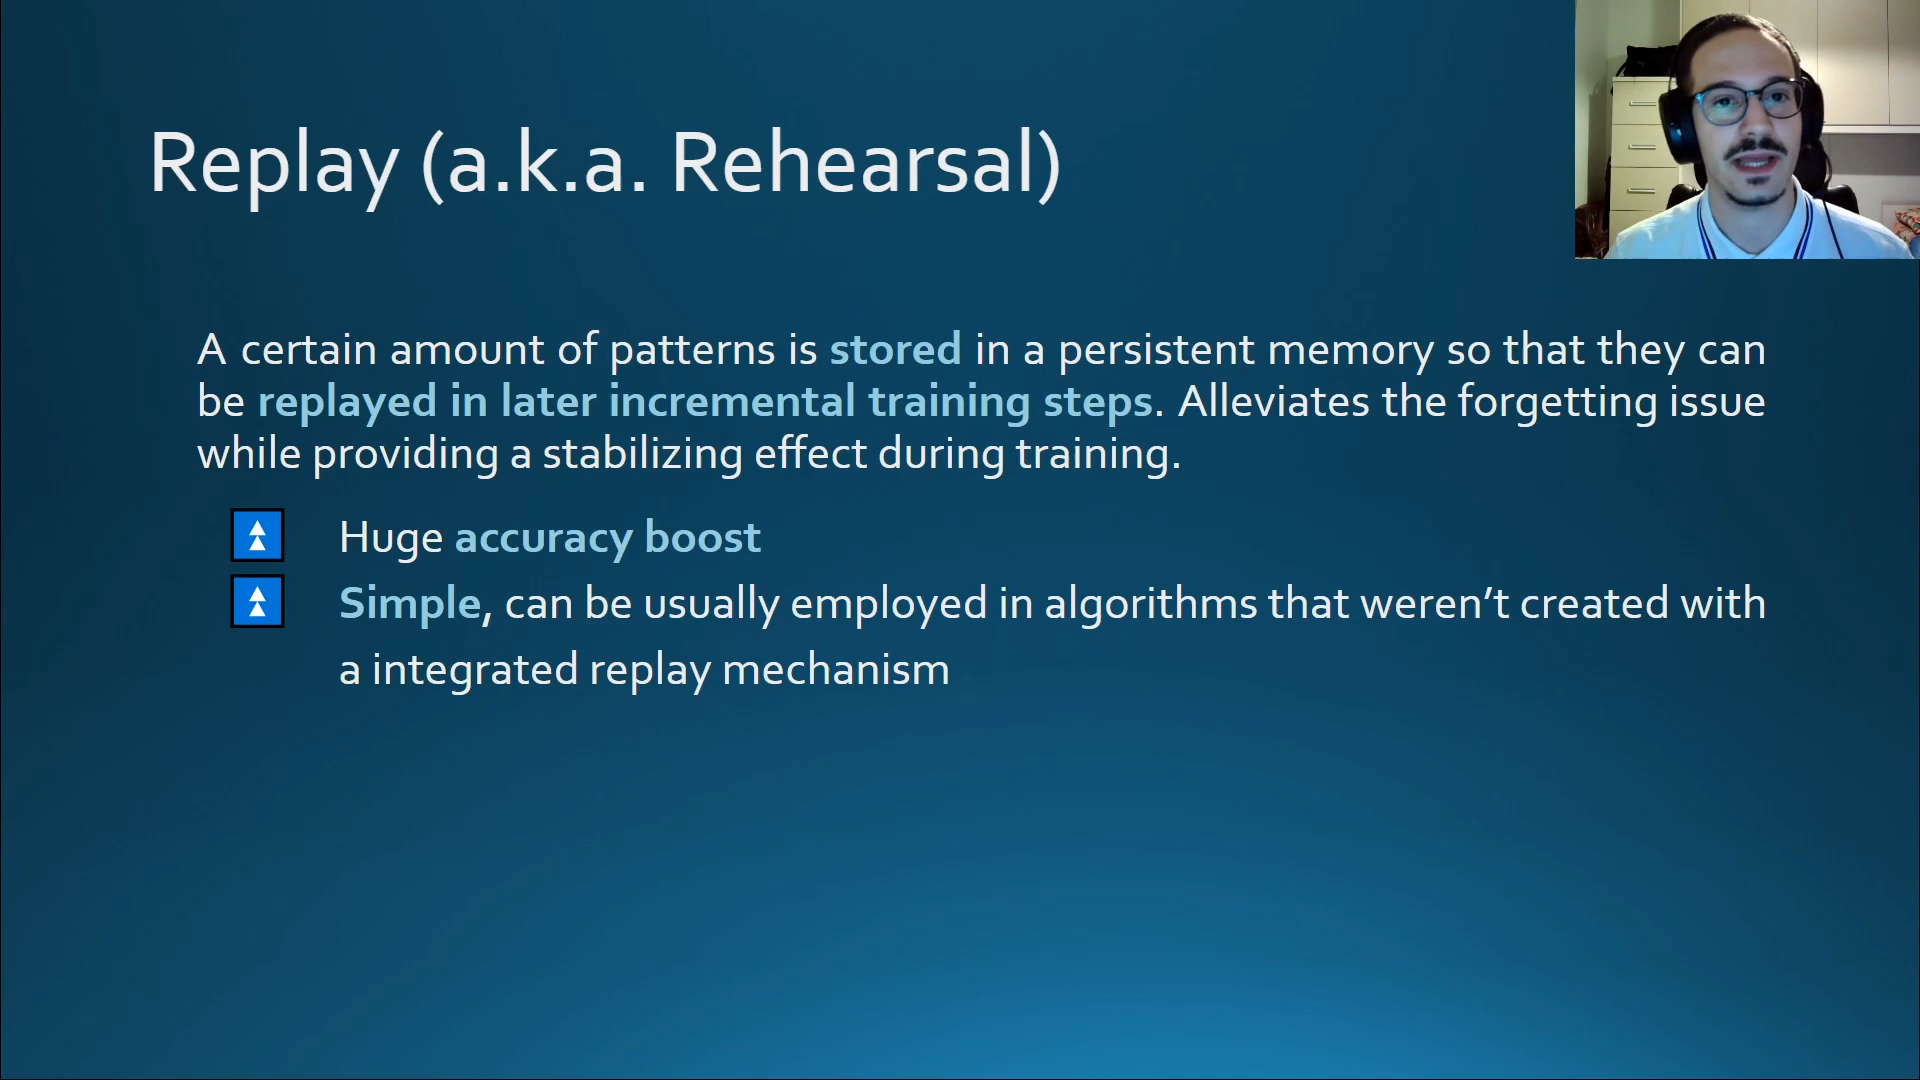 Replay (a.k.a. Rehearsal)
A certain amount of patterns is stored in a persistent memory so that they can
be replayed in later incremental training steps. Alleviates the forgetting issue
while providing a stabilizing effect during training.
Huge accuracy boost
Simple, can be usually employed in algorithms that weren’t created with
a integrated replay mechanism